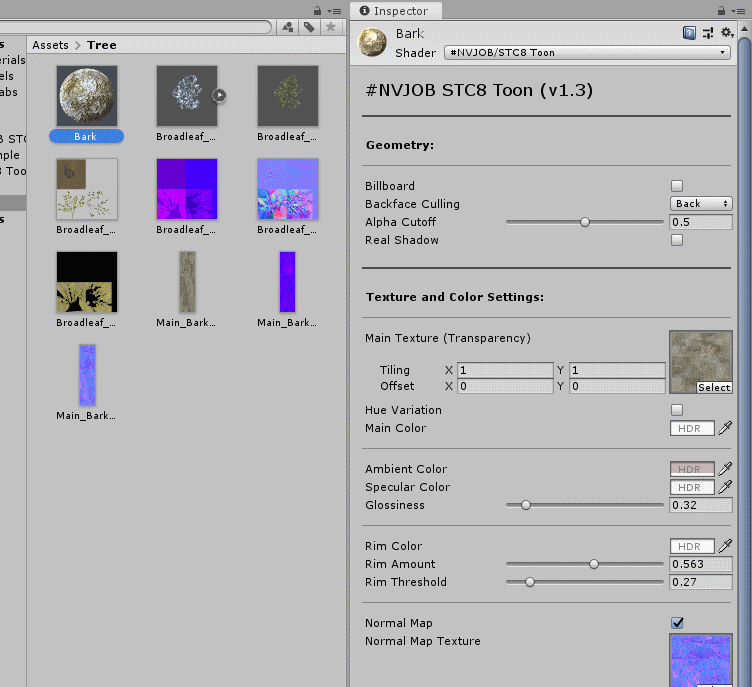 Inspector
s
erials
els
abs
B STC
mple
8 Too
s
Assets > Tree
Bark
Broadleaf_...
Broadleaf_...
Broadleaf_...
Broadleaf_...
Broadleaf_...
Broadleaf_...
Main_Bark...
Main_Bark...
Main_Bark...
Bark
Shader #NVJOB/STC8 Toon
#NVJOB STC8 Toon (v1.3)
Geometry:
Billboard
Backface Culling Back
Alpha Cutoff 0.5
Real Shadow
Texture and Color Settings:
Main Texture (Transparency)
Tiling X 1 Y 1
Offset X 0 Y 0
Select
Hue Variation
Main Color HDR
Ambient Color HDR
Specular Color HDR
Glossiness 0.32
Rim Color HDR
Rim Amount 0.563
Rim Threshold 0.27
Normal Map
Normal Map Texture